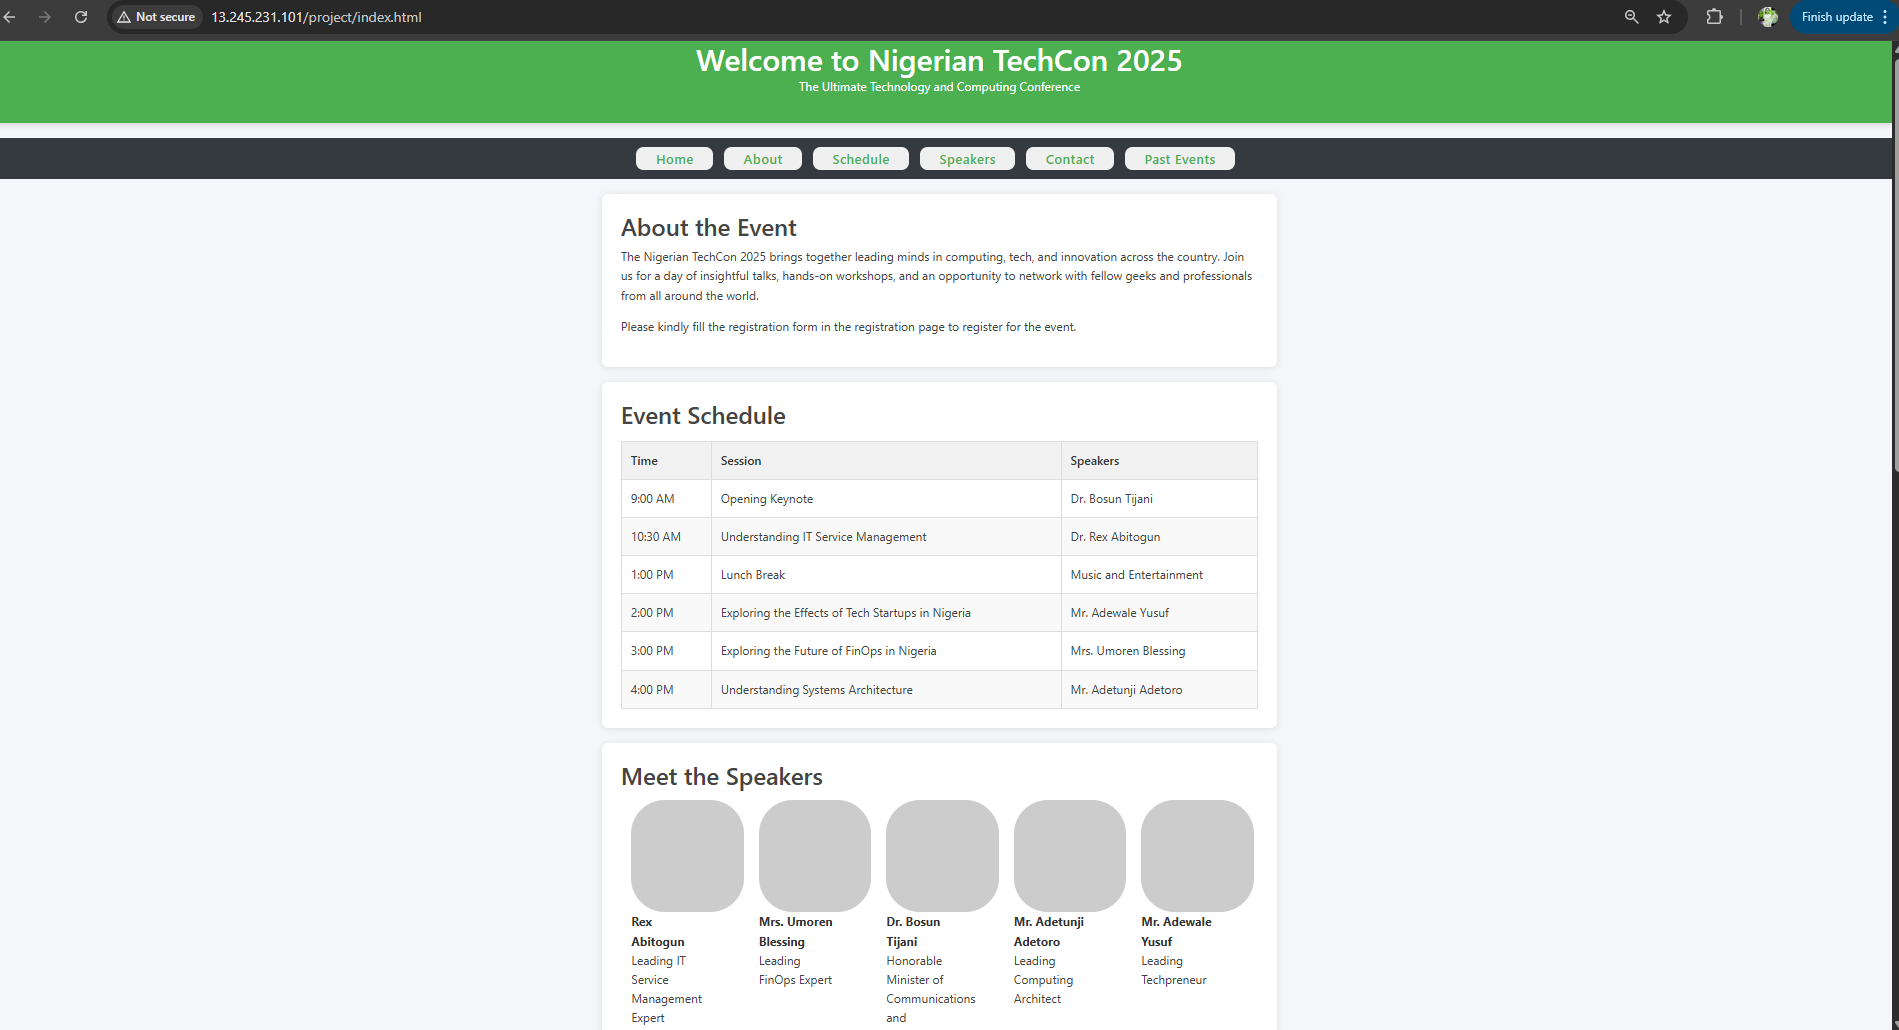 Not secure
13.245.231.101/project/index.html
Finish update
Welcome to Nigerian TechCon 2025
The Ultimate Technology and Computing Conference
Home About Schedule Speakers Contact Past Events
About the Event
The Nigerian TechCon 2025 brings together leading minds in computing, tech, and innovation across the country. Join
us for a day of insightful talks, hands-on workshops, and an opportunity to network with fellow geeks and professionals
from all around the world.
Please kindly fill the registration form in the registration page to register for the event.
Event Schedule
Time Session Speakers
9:00 AM Opening Keynote Dr. Bosun Tijani
10:30 AM Understanding IT Service Management Dr. Rex Abitogun
1:00 PM Lunch Break Music and Entertainment
2:00 PM Exploring the Effects of Tech Startups in Nigeria Mr. Adewale Yusuf
3:00 PM Exploring the Future of FinOps in Nigeria Mrs. Umoren Blessing
4:00 PM Understanding Systems Architecture Mr. Adetunji Adetoro
Meet the Speakers
Rex
Abitogun
Leading IT
Service
Management
Expert
Mrs. Umoren
Blessing
Leading
FinOps Expert
Dr. Bosun
Tijani
Honorable
Minister of
Communications
and
Mr. Adetunji
Adetoro
Leading
Computing
Architect
Mr. Adewale
Yusuf
Leading
Techpreneur